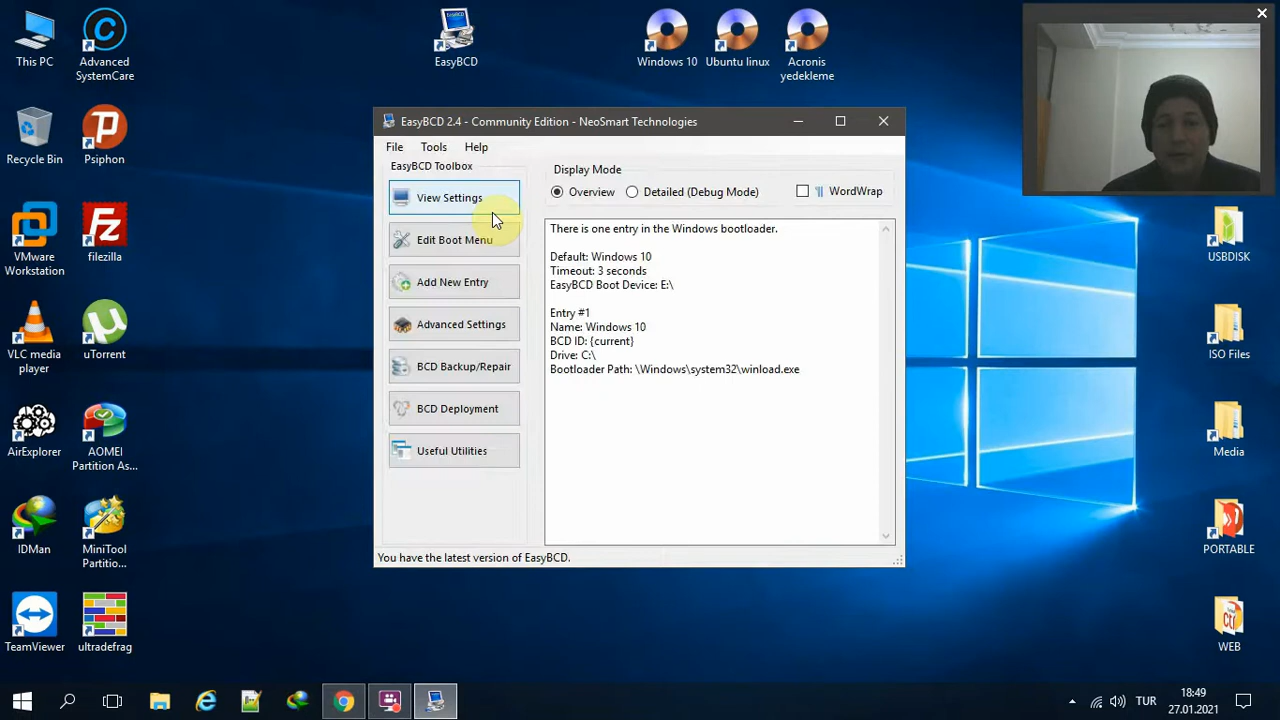 This PC
Advanced
SystemCare
EasyBCD
Windows 10
Ubuntu linux
Acronis
yedekleme
Recycle Bin
Psiphon
VMware
Workstation
filezilla
VLC media
player
uTorrent
AirExplorer
AOMEI
Partition As...
IDMan
MiniTool
Partitio...
TeamViewer
ultradefrag
EasyBCD 2.4 - Community Edition - NeoSmart Technologies
File Tools Help
EasyBCD Toolbox
View Settings
Edit Boot Menu
Add New Entry
Advanced Settings
BCD Backup/Repair
BCD Deployment
Useful Utilities
Display Mode
Overview Detailed (Debug Mode) WordWrap
There is one entry in the Windows bootloader.
Default: Windows 10
Timeout: 3 seconds
EasyBCD Boot Device: E:\
Entry #1
Name: Windows 10
BCD ID: {current}
Drive: C:\
Bootloader Path: \Windows\system32\winload.exe
You have the latest version of EasyBCD.
USBDISK
ISO Files
Media
PORTABLE
WEB
TUR
18:49
27.01.2021